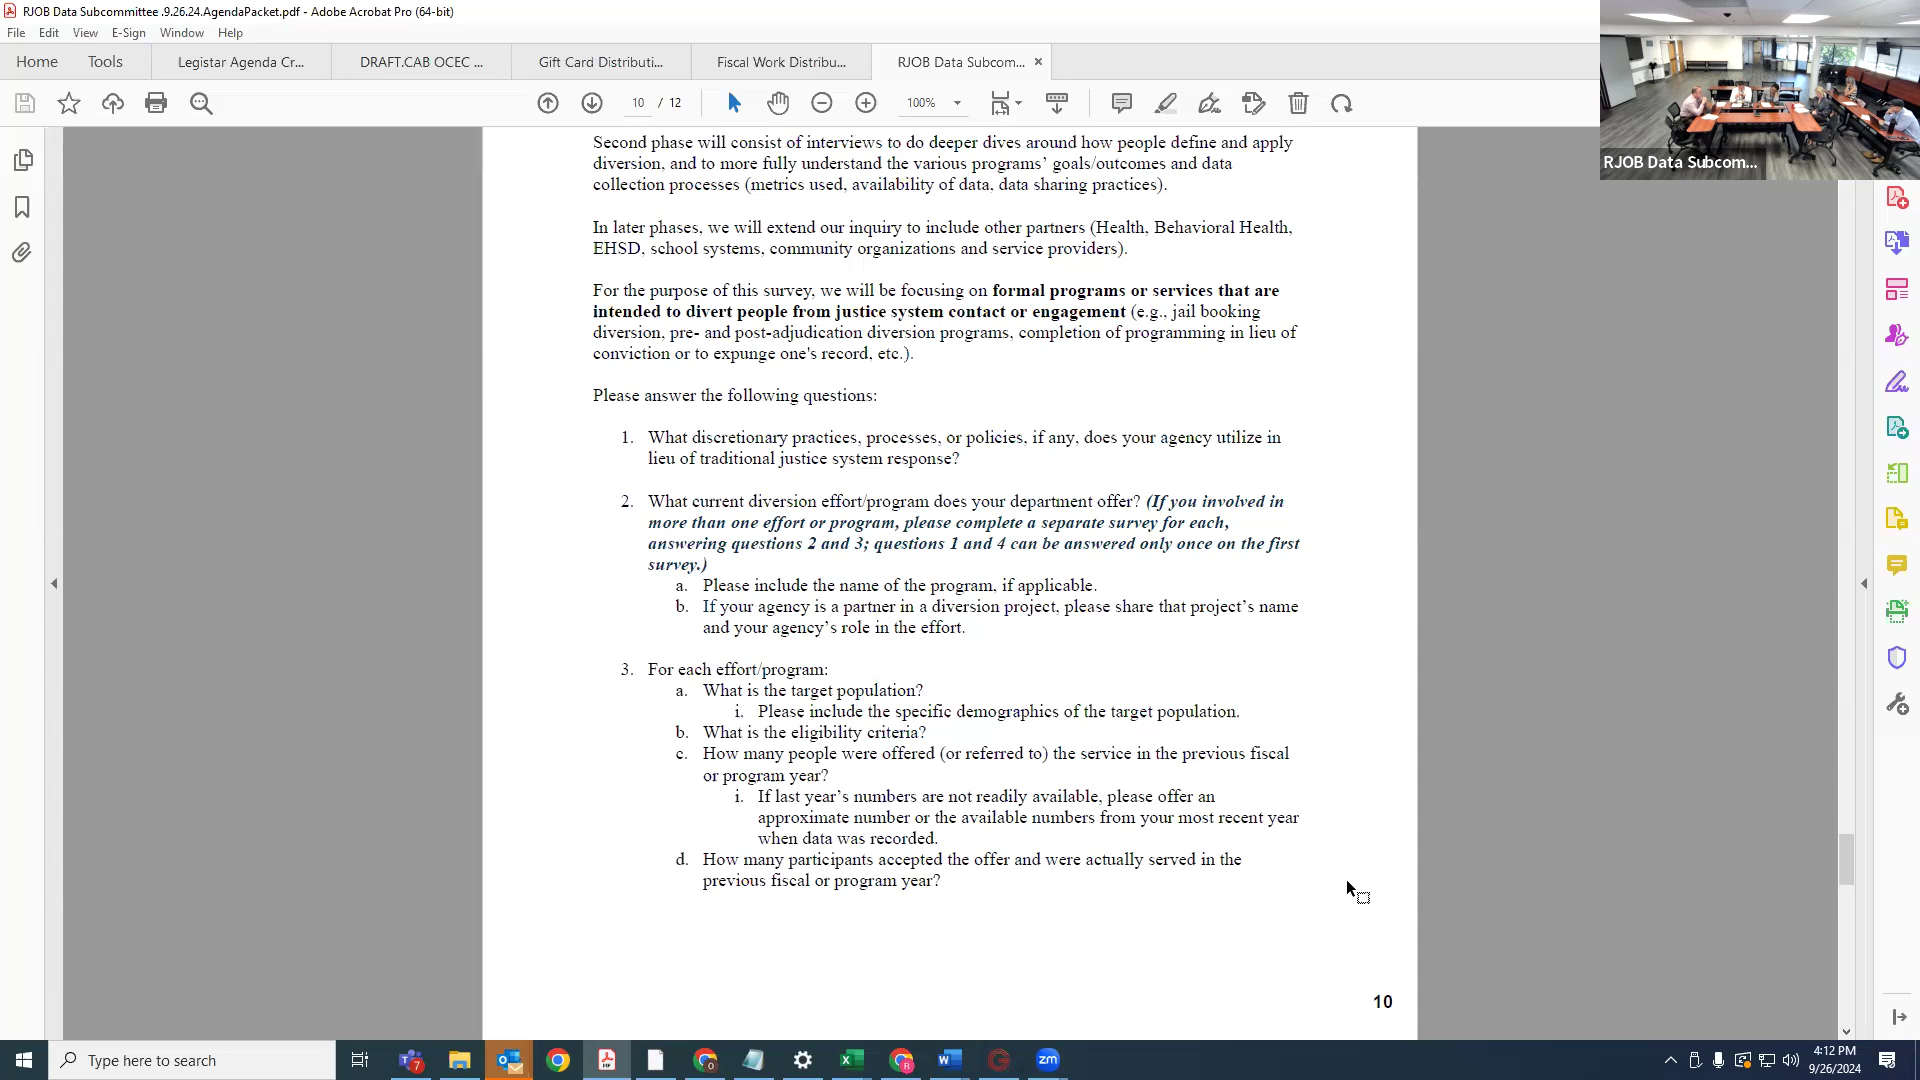 RJOB Data Subcommittee .9.26.24.AgendaPacket.pdf - Adobe Acrobat Pro (64-bit)
File Edit View E-Sign Window Help
Home Tools Legistar Agenda Cr... DRAFT.CAB OCEC ... Gift Card Distributi... Fiscal Work Distribu... RJOB Data Subcom... ×
10 / 12 100%
RJOB Data Subcom...
Second phase will consist of interviews to do deeper dives around how people define and apply
diversion, and to more fully understand the various programs’ goals/outcomes and data
collection processes (metrics used, availability of data, data sharing practices).
In later phases, we will extend our inquiry to include other partners (Health, Behavioral Health,
EHSD, school systems, community organizations and service providers).
For the purpose of this survey, we will be focusing on formal programs or services that are
intended to divert people from justice system contact or engagement (e.g., jail booking
diversion, pre- and post-adjudication diversion programs, completion of programming in lieu of
conviction or to expunge one's record, etc.).
Please answer the following questions:
1. What discretionary practices, processes, or policies, if any, does your agency utilize in
lieu of traditional justice system response?
2. What current diversion effort/program does your department offer? (If you involved in
more than one effort or program, please complete a separate survey for each,
answering questions 2 and 3; questions 1 and 4 can be answered only once on the first
survey.)
a. Please include the name of the program, if applicable.
b. If your agency is a partner in a diversion project, please share that project’s name
and your agency’s role in the effort.
3. For each effort/program:
a. What is the target population?
i. Please include the specific demographics of the target population.
b. What is the eligibility criteria?
c. How many people were offered (or referred to) the service in the previous fiscal
or program year?
i. If last year’s numbers are not readily available, please offer an
approximate number or the available numbers from your most recent year
when data was recorded.
d. How many participants accepted the offer and were actually served in the
previous fiscal or program year?
10
Type here to search
7
zm
4:12 PM
9/26/2024